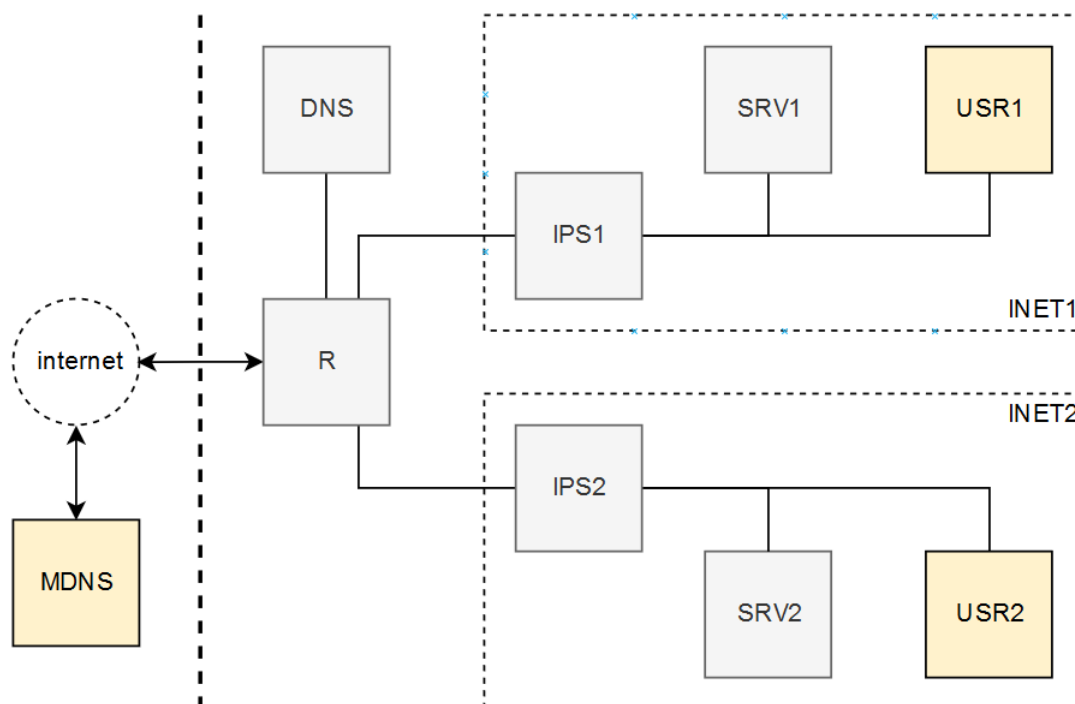 DNS
SRV1
USR1
IPS1
INET1
internet
R
INET2
IPS2
MDNS
SRV2
USR2